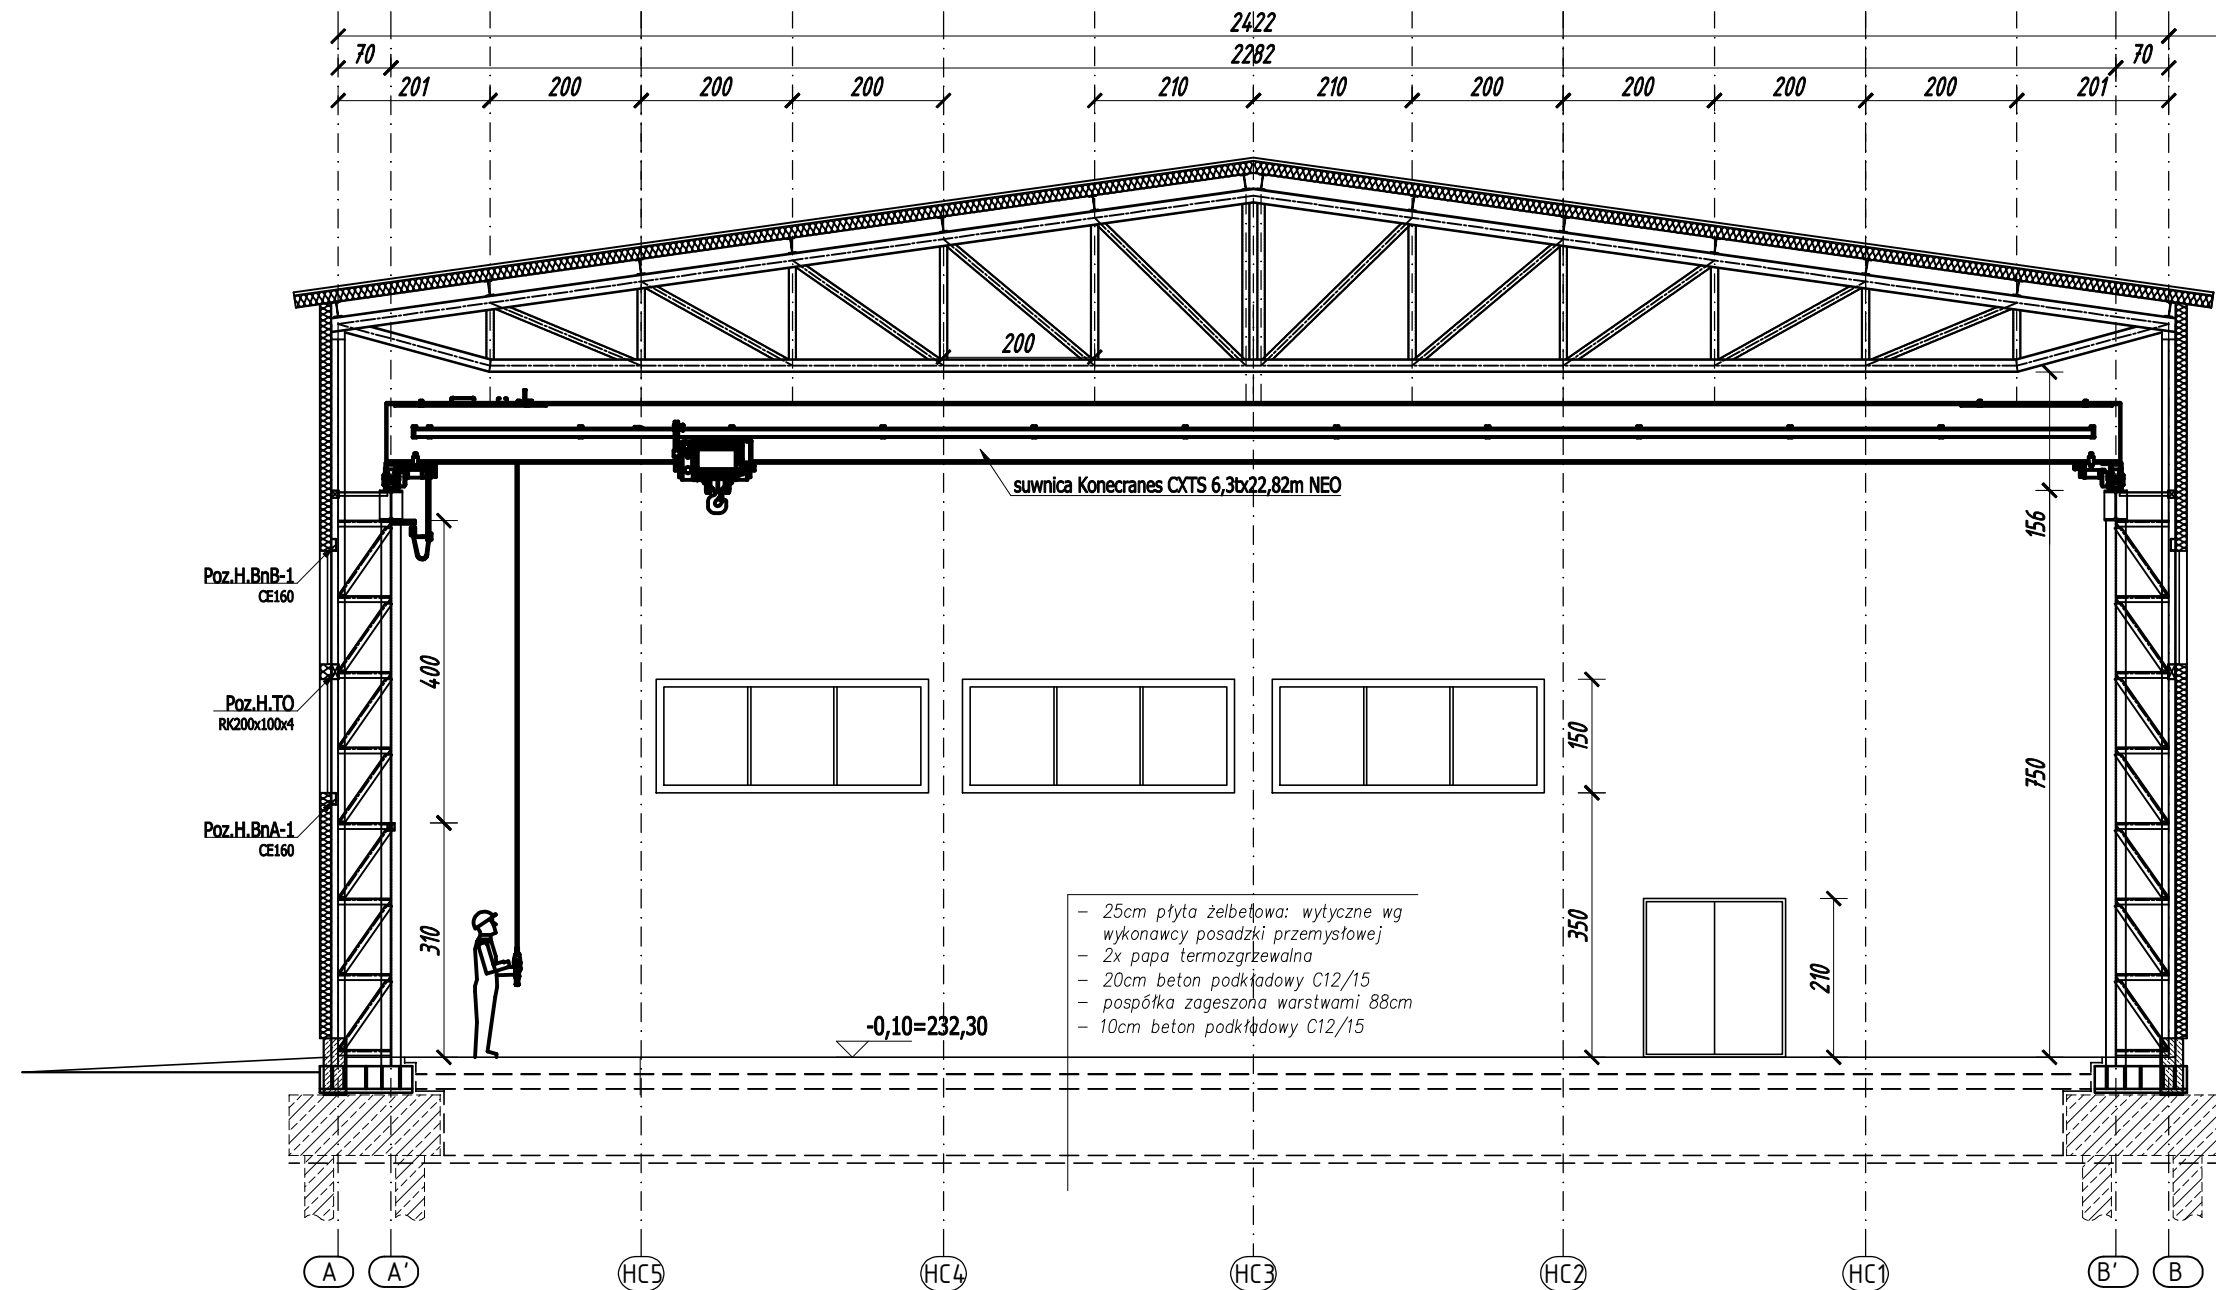 2422
70 2282 70
201 200 200 200 210 210 200 200 200 200 201
200
suwnica Konecranes CXTS 6,3tx22,82m NEO
156
Poz.H.BnB-1
CE160
400
Poz.H.TO
RK200x100x4
150
750
Poz.H.BnA-1
CE160
310
350
210
- 25cm płyta żelbetowa: wytyczne wg
wykonawcy posadzki przemysłowej
- 2x papa termozgrzewalna
- 20cm beton podkładowy C12/15
- pospółka zageszona warstwami 88cm
- 10cm beton podkłdowy C12/15
-0,10=232,30
A A' HC5 HC4 HC3 HC2 HC1 B' B